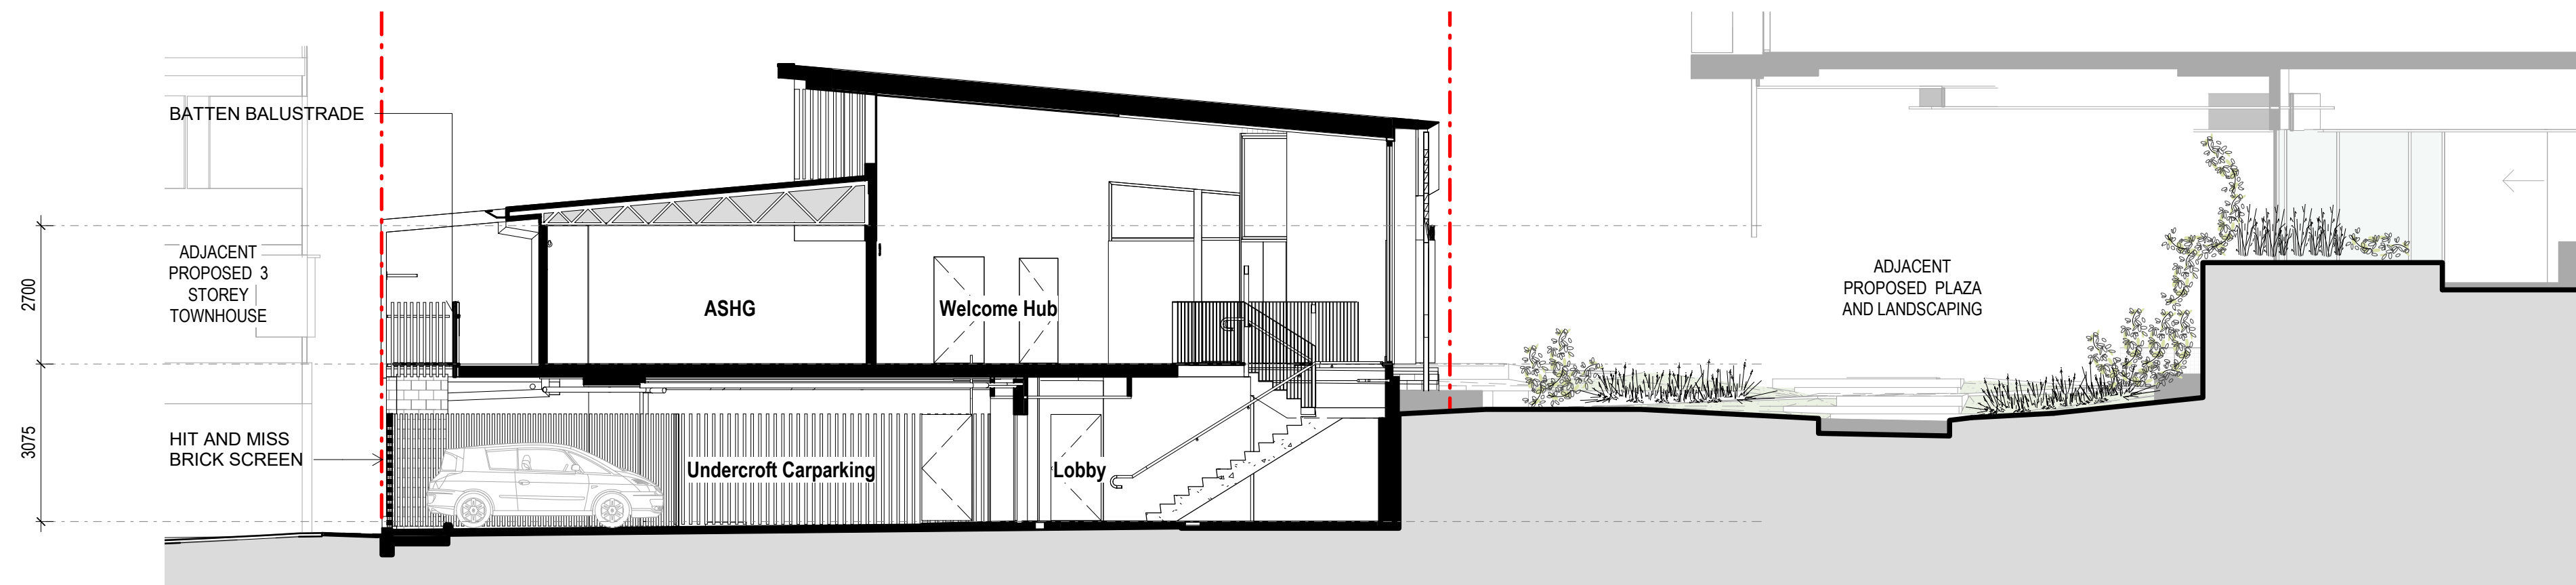 BATTEN BALUSTRADE
ADJACENT
PROPOSED 3
STOREY
TOWNHOUSE
2700
ASHG
Welcome Hub
ADJACENT
PROPOSED PLAZA
AND LANDSCAPING
3075
HIT AND MISS
BRICK SCREEN
Undercroft Carparking
Lobby